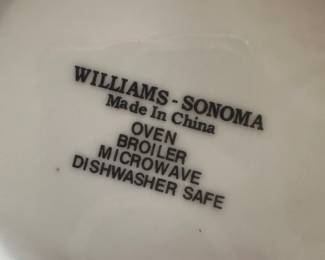 WILLIAMS - SONOMA
Made In China
OVEN
BROILER
MICROWAVE
DISHWASHER SAFE